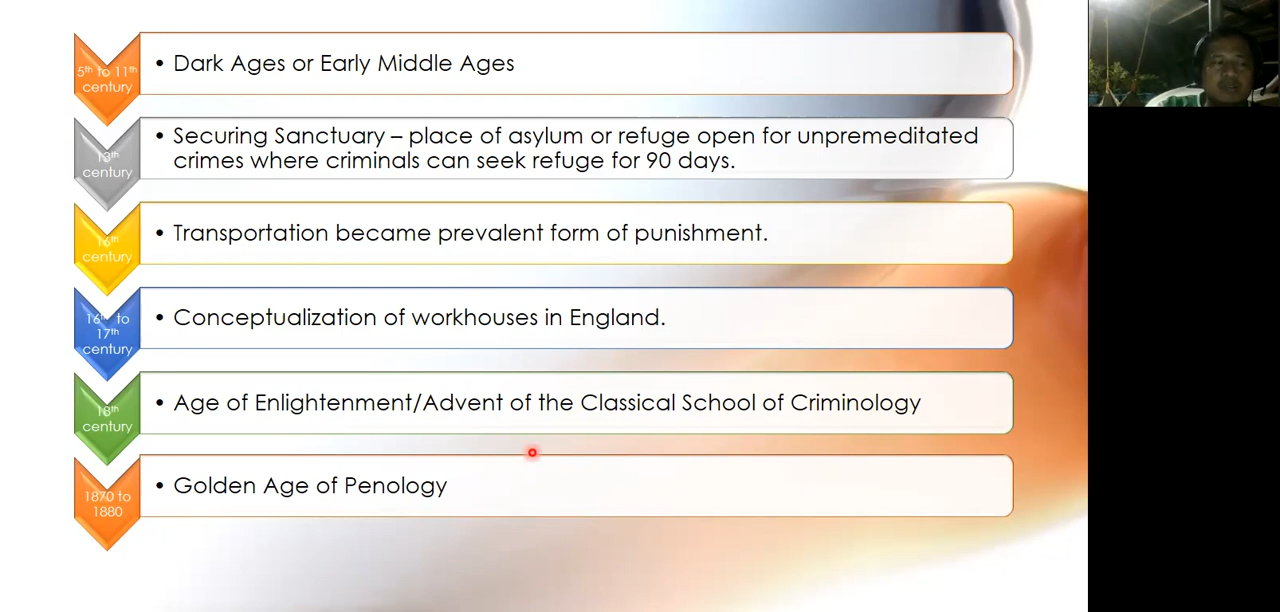 5th to 11th
century
• Dark Ages or Early Middle Ages
13th
century
• Securing Sanctuary – place of asylum or refuge open for unpremeditated
crimes where criminals can seek refuge for 90 days.
16th
century
• Transportation became prevalent form of punishment.
16th to
17th
century
• Conceptualization of workhouses in England.
18th
century
• Age of Enlightenment/Advent of the Classical School of Criminology
1870 to
1880
• Golden Age of Penology